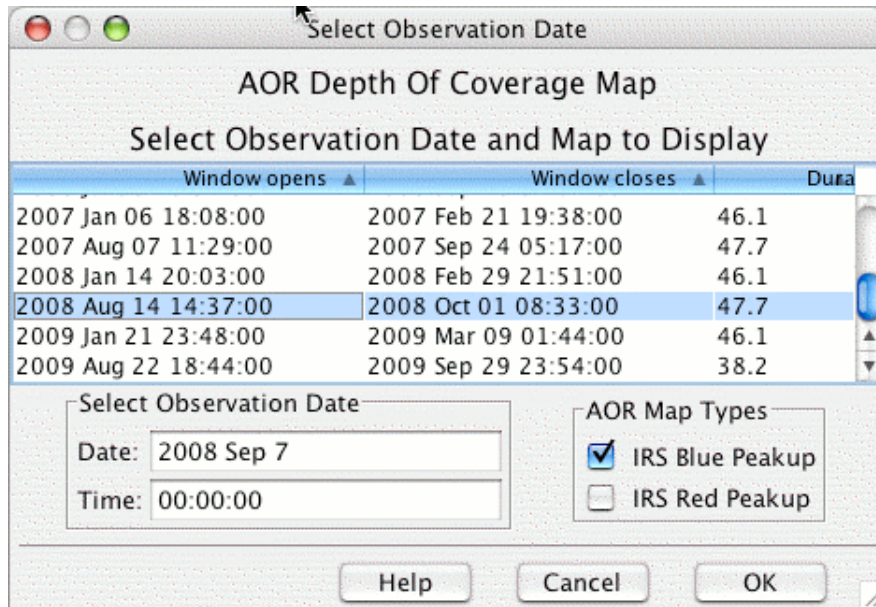 Select Observation Date
AOR Depth Of Coverage Map
Select Observation Date and Map to Display
Window opens Window closes Dura
2007 Jan 06 18:08:00 2007 Feb 21 19:38:00 46.1
2007 Aug 07 11:29:00 2007 Sep 24 05:17:00 47.7
2008 Jan 14 20:03:00 2008 Feb 29 21:51:00 46.1
2008 Aug 14 14:37:00 2008 Oct 01 08:33:00 47.7
2009 Jan 21 23:48:00 2009 Mar 09 01:44:00 46.1
2009 Aug 22 18:44:00 2009 Sep 29 23:54:00 38.2
Select Observation Date
Date: 2008 Sep 7
Time: 00:00:00
AOR Map Types
IRS Blue Peakup
IRS Red Peakup
Help Cancel OK